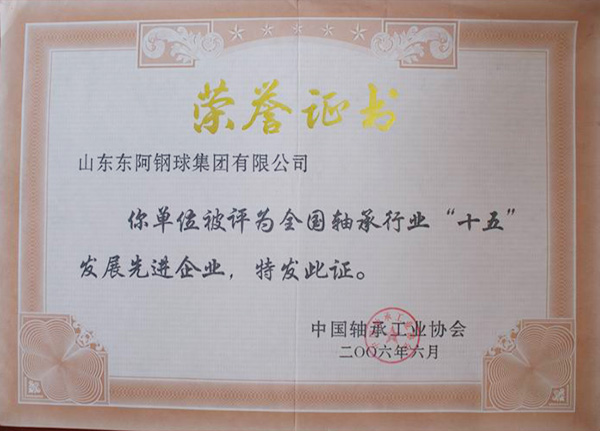 荣誉证书
山东东阿钢球集团有限公司
你单位被评为全国轴承行业“十五”
发展先进企业，特发此证。
中国轴承工业协会
二〇〇六年六月